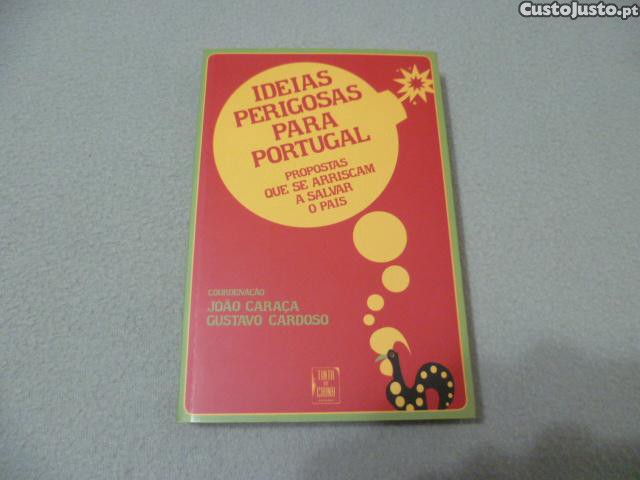 CustoJusto.pt
IDEIAS
PERIGOSAS
PARA
PORTUGAL
PROPOSTAS
QUE SE ARRISCAM
A SALVAR
O PAÍS
COORDENAÇÃO
JOÃO CARAÇA
GUSTAVO CARDOSO
TINTA
DA
CHINA